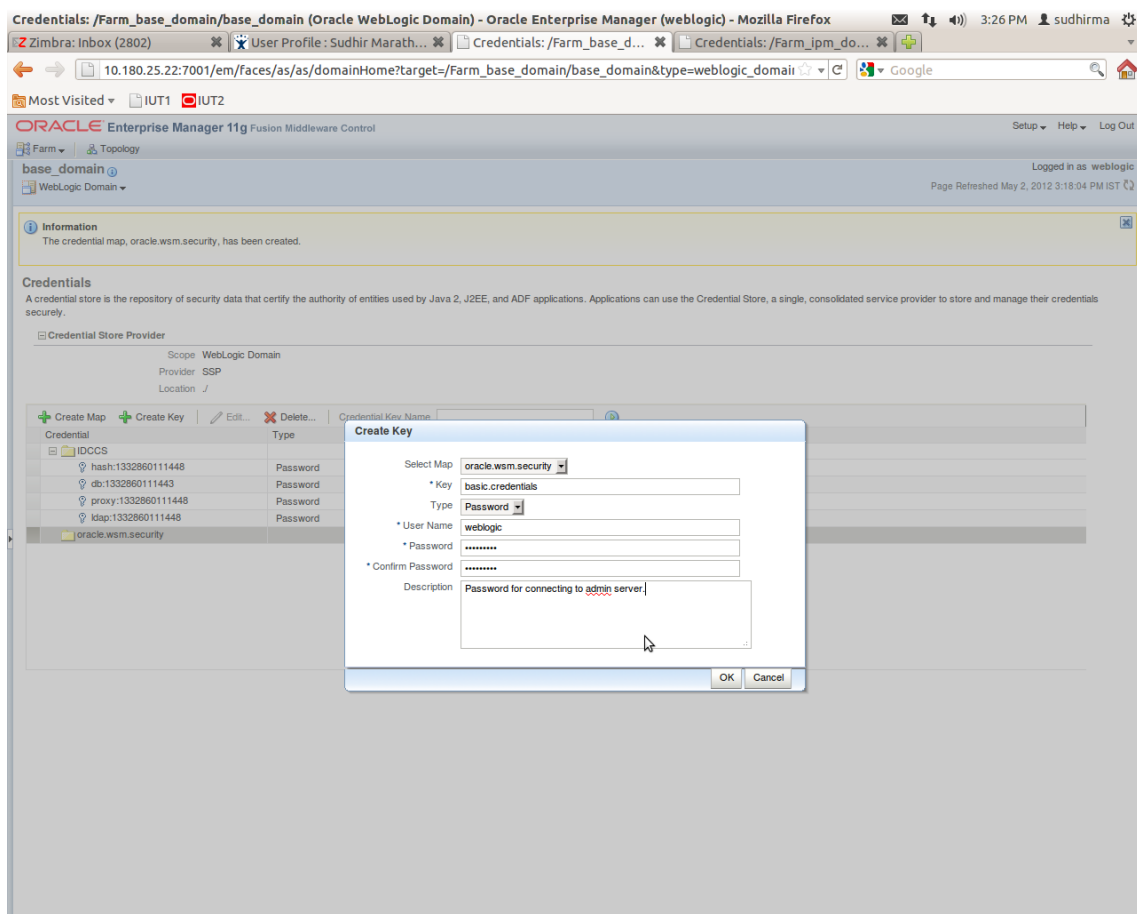 Credentials: /Farm_base_domain/base_domain (Oracle WebLogic Domain) - Oracle Enterprise Manager (weblogic) - Mozilla Firefox 3:26 PM sudhirma
Zimbra: Inbox (2802) User Profile : Sudhir Marath... Credentials: /Farm_base_d... Credentials: /Farm_ipm_do...
10.180.25.22:7001/em/faces/as/as/domainHome?target=/Farm_base_domain/base_domain&type=weblogic_domain Google
Most Visited IUT1 IUT2
ORACLE Enterprise Manager 11g Fusion Middleware Control Setup Help Log Out
Farm Topology
base_domain Logged in as weblogic
WebLogic Domain Page Refreshed May 2, 2012 3:18:04 PM IST
Information
The credential map, oracle.wsm.security, has been created.
Credentials
A credential store is the repository of security data that certify the authority of entities used by Java 2, J2EE, and ADF applications. Applications can use the Credential Store, a single, consolidated service provider to store and manage their credentials
securely.
Credential Store Provider
Scope WebLogic Domain
Provider SSP
Location ./
Create Map Create Key Edit... Delete... Credential Key Name
Credential Type
IDCCS
hash:1332860111448 Password
db:1332860111443 Password
proxy:1332860111448 Password
ldap:1332860111448 Password
oracle.wsm.security
Create Key
Select Map oracle.wsm.security
* Key basic.credentials
Type Password
* User Name weblogic
* Password •••••••••
* Confirm Password •••••••••
Description Password for connecting to admin server.
OK Cancel